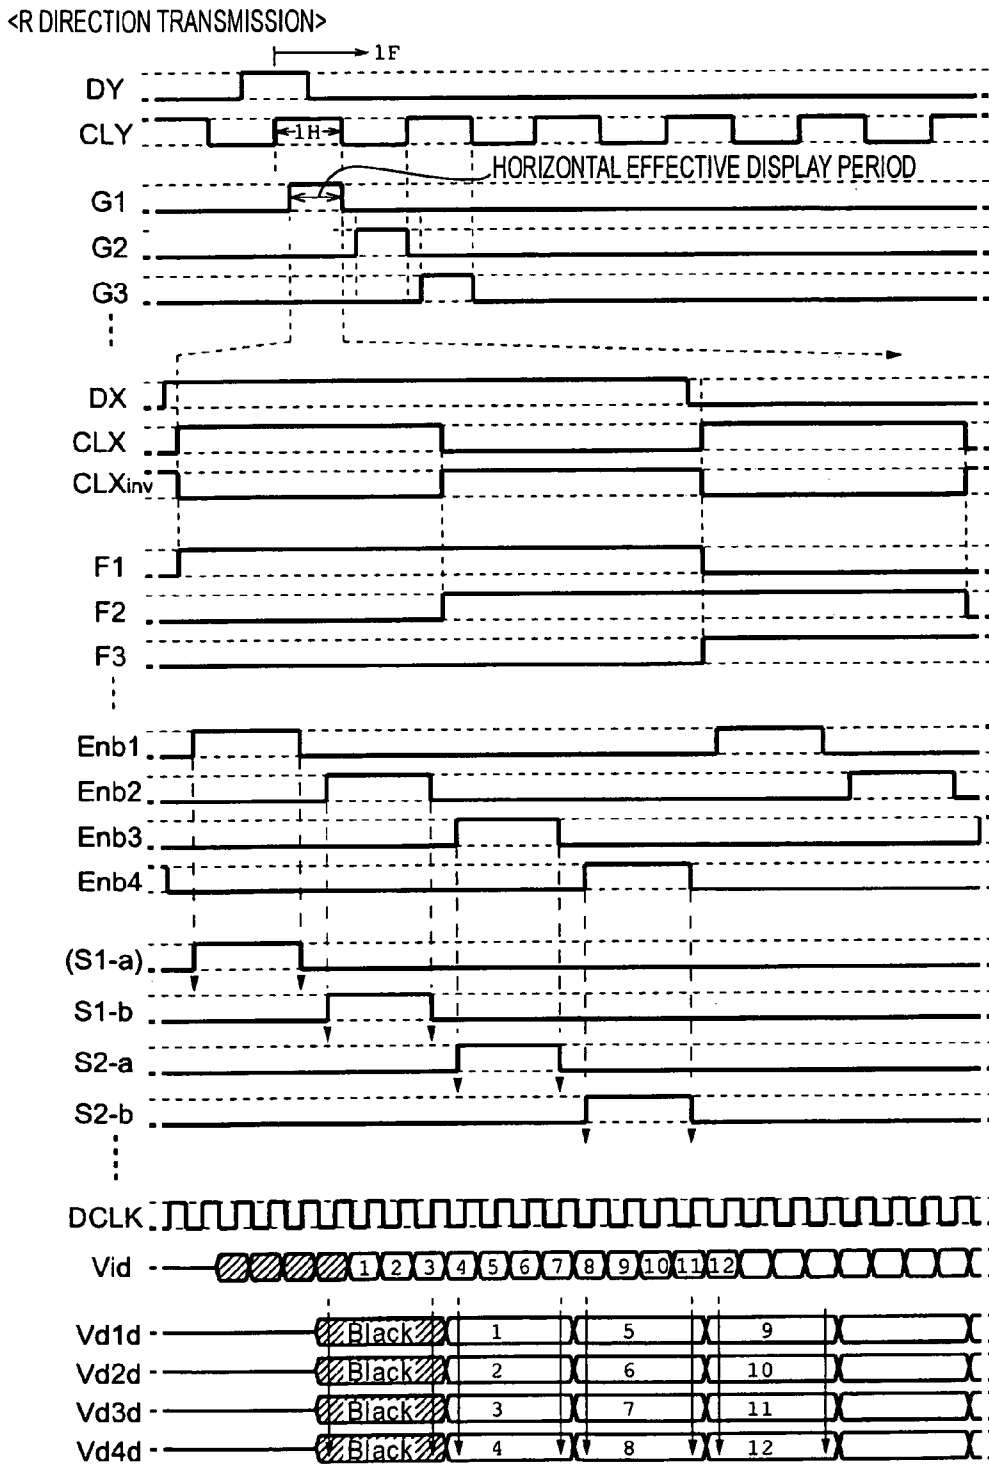 <R DIRECTION TRANSMISSION>
1F
DY
CLY
1H
HORIZONTAL EFFECTIVE DISPLAY PERIOD
G1
G2
G3
DX
CLX
CLXinv
F1
F2
F3
Enb1
Enb2
Enb3
Enb4
(S1-a)
S1-b
S2-a
S2-b
DCLK
Vid 1 2 3 4 5 6 7 8 9 10 11 12
Vd1d Black 1 5 9
Vd2d Black 2 6 10
Vd3d Black 3 7 11
Vd4d Black 4 8 12